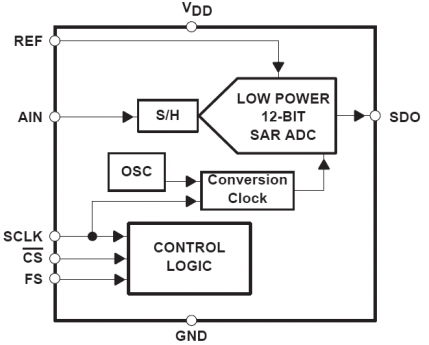 VDD
REF
AIN
S/H
LOW POWER
12-BIT
SAR ADC
SDO
OSC
Conversion
Clock
SCLK
CS
FS
CONTROL
LOGIC
GND